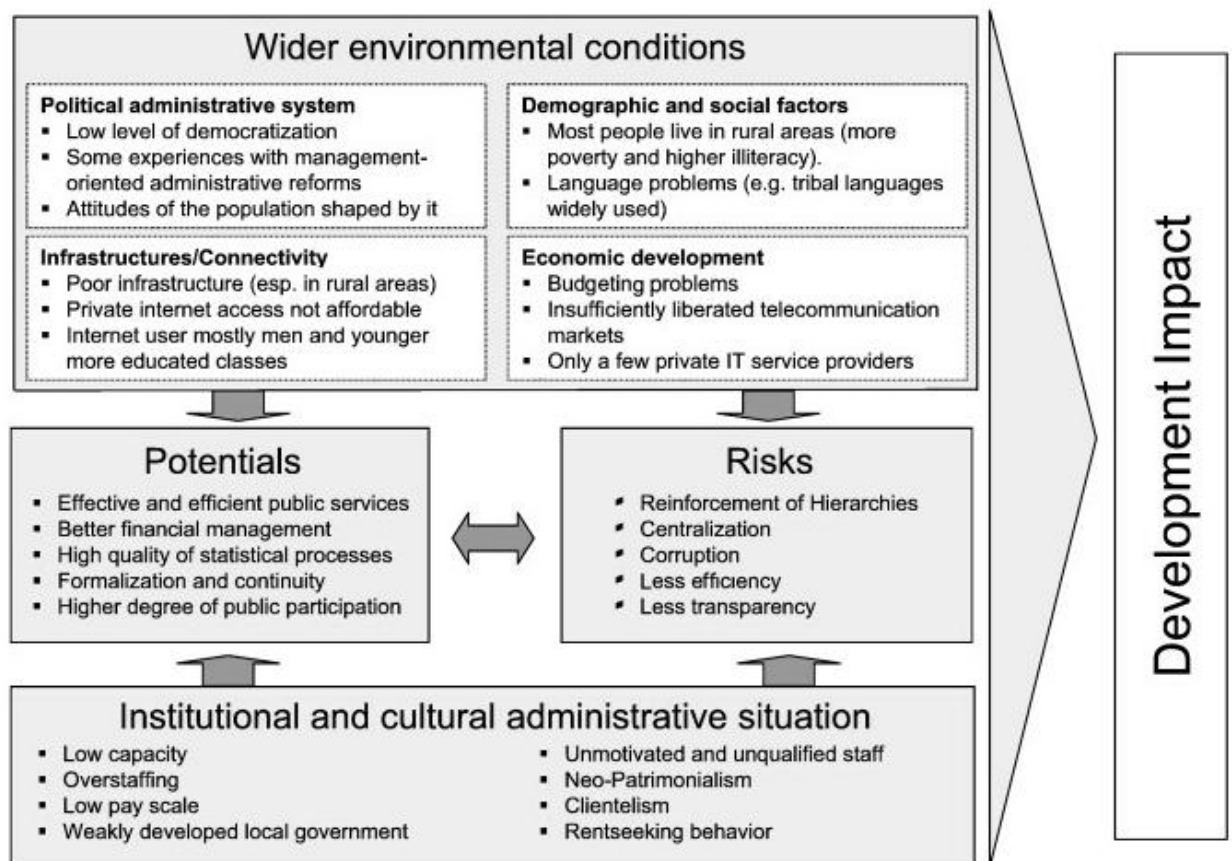 Wider environmental conditions
Political administrative system
▪ Low level of democratization
▪ Some experiences with management-
oriented administrative reforms
▪ Attitudes of the population shaped by it
Demographic and social factors
▪ Most people live in rural areas (more
poverty and higher illiteracy).
▪ Language problems (e.g. tribal languages
widely used)
Infrastructures/Connectivity
▪ Poor infrastructure (esp. in rural areas)
▪ Private internet access not affordable
▪ Internet user mostly men and younger
more educated classes
Economic development
▪ Budgeting problems
▪ Insufficiently liberated telecommunication
markets
▪ Only a few private IT service providers
Potentials
▪ Effective and efficient public services
▪ Better financial management
▪ High quality of statistical processes
▪ Formalization and continuity
▪ Higher degree of public participation
Risks
▪ Reinforcement of Hierarchies
▪ Centralization
▪ Corruption
▪ Less efficiency
▪ Less transparency
Institutional and cultural administrative situation
▪ Low capacity
▪ Overstaffing
▪ Low pay scale
▪ Weakly developed local government
▪ Unmotivated and unqualified staff
▪ Neo-Patrimonialism
▪ Clientelism
▪ Rentseeking behavior
Development Impact